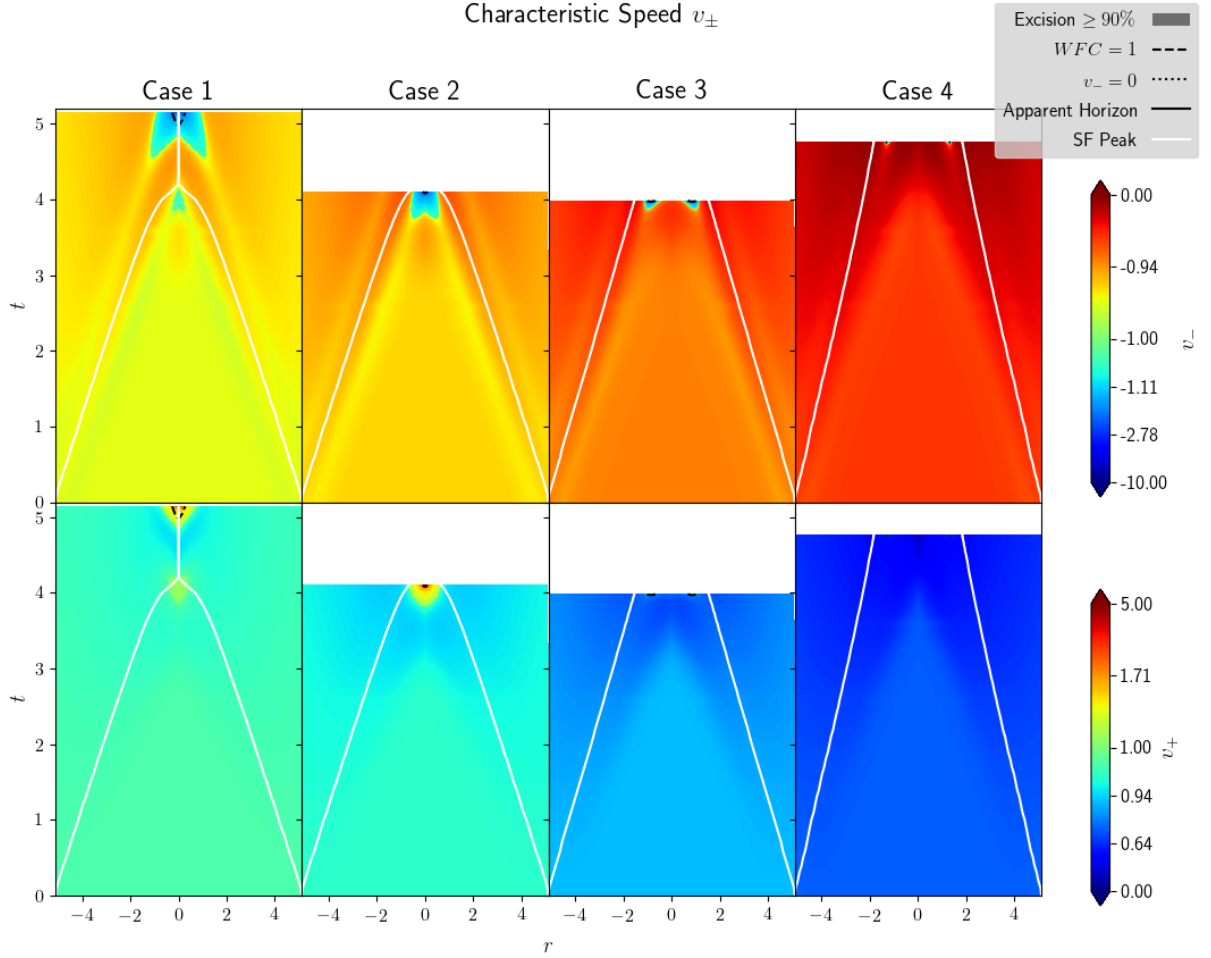 Characteristic Speed v±
Excision ≥ 90%
WFC = 1
v₋ = 0
Apparent Horizon
SF Peak
Case 1
Case 2
Case 3
Case 4
5
4
3
2
1
0
t
0.00
-0.94
-1.00
-1.11
-2.78
-10.00
v₋
5
4
3
2
1
0
t
5.00
1.71
1.00
0.94
0.64
0.00
v₊
−4 −2 0 2 4 −4 −2 0 2 4 −4 −2 0 2 4 −4 −2 0 2 4
r